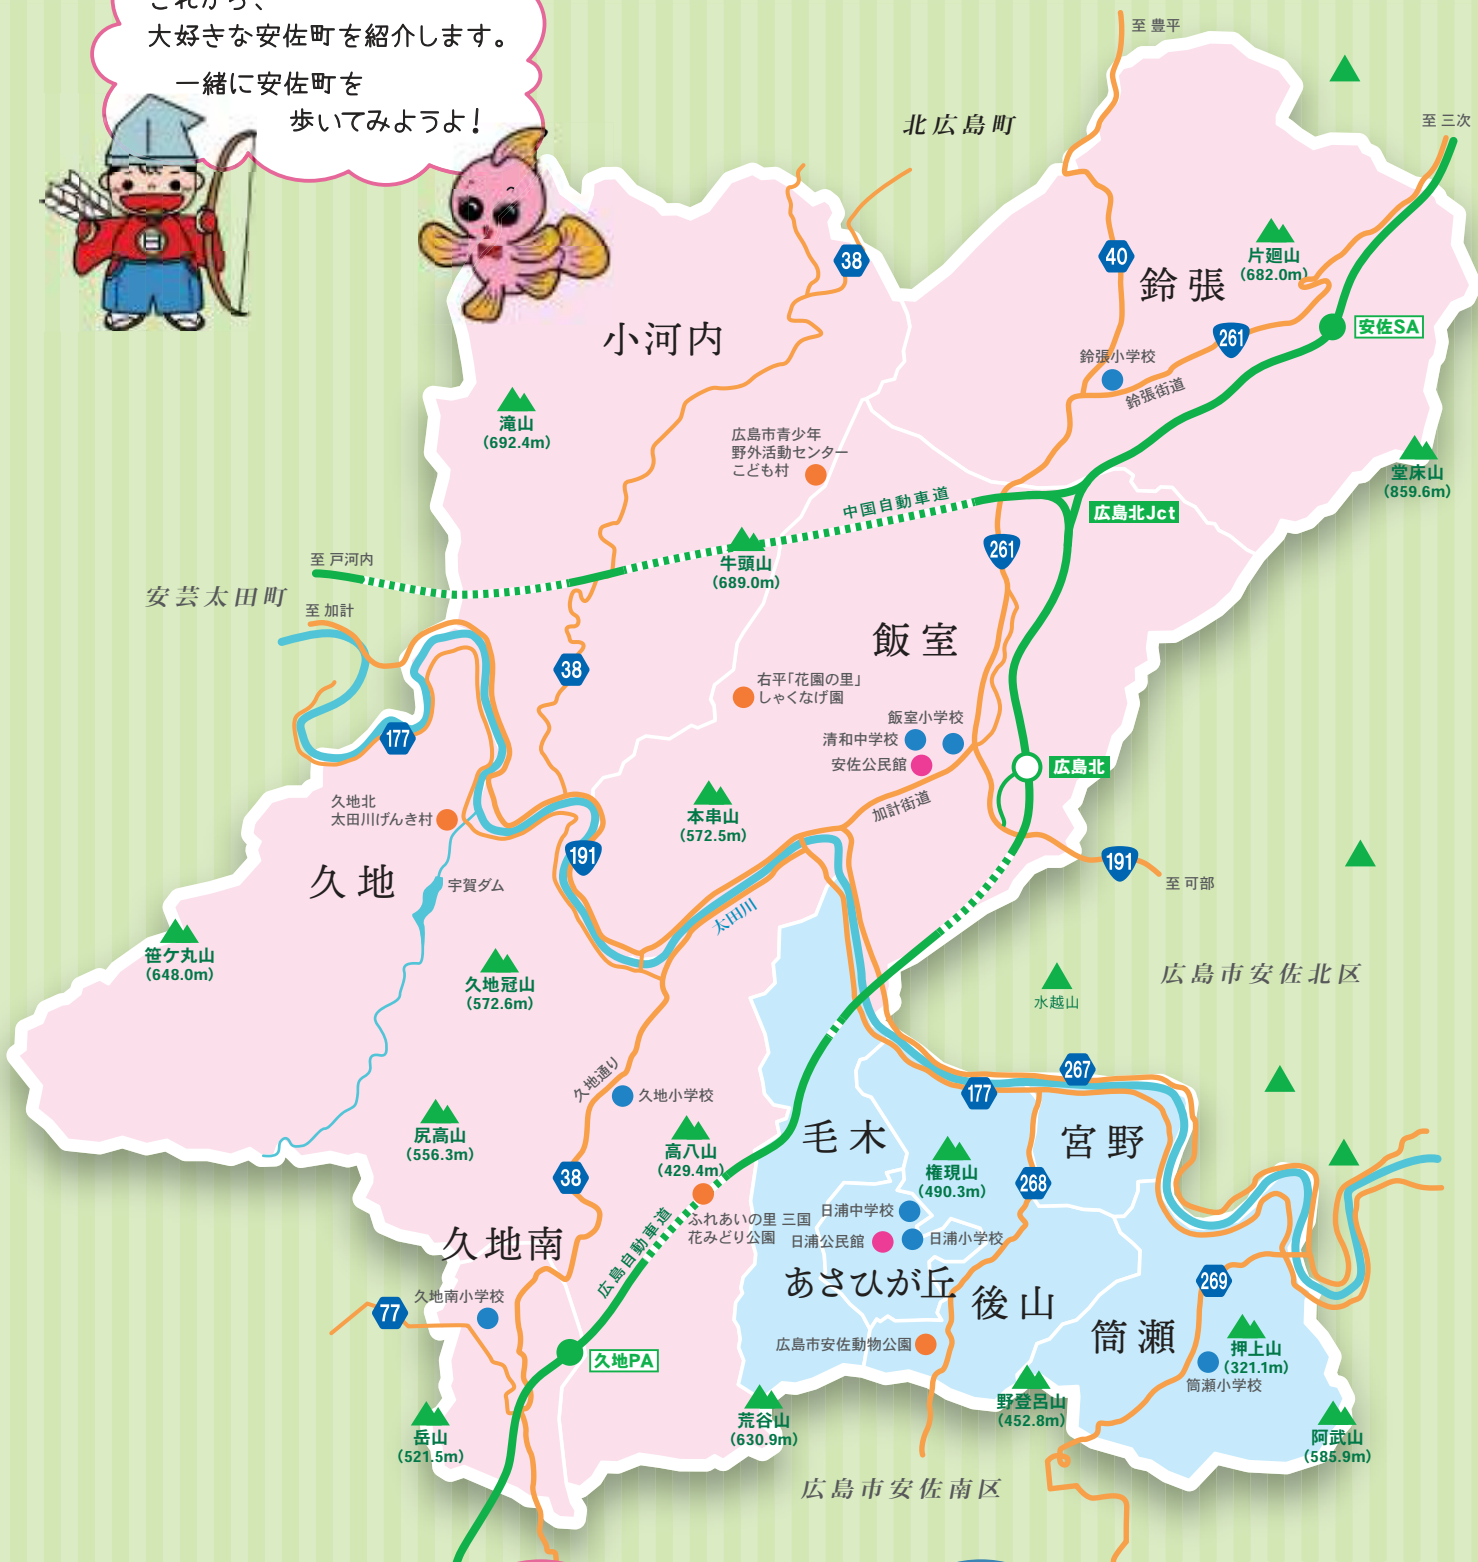 これから、
大好きな安佐町を紹介します。
一緒に安佐町を
歩いてみようよ！
至 豊平
北広島町
至 三次
38
40
鈴張
片廻山
(682.0m)
小河内
261
安佐SA
鈴張小学校
鈴張街道
滝山
(692.4m)
広島市青少年
野外活動センター
こども村
堂床山
(859.6m)
中国自動車道
広島北Jct
261
至 戸河内
牛頭山
(689.0m)
安芸太田町
至 加計
飯室
38
右平「花園の里」
しゃくなげ園
177
飯室小学校
清和中学校
安佐公民館
広島北
久地北
太田川げんき村
本串山
(572.5m)
加計街道
191
191
至 可部
久地
宇賀ダム
太田川
笹ケ丸山
(648.0m)
久地冠山
(572.6m)
広島市安佐北区
水越山
久地通り
久地小学校
177
267
尻高山
(556.3m)
高八山
(429.4m)
毛木
宮野
権現山
(490.3m)
38
268
ふれあいの里 三国
花みどり公園
日浦中学校
日浦公民館
日浦小学校
久地南
広島自動車道
あさひが丘
後山
269
77
久地南小学校
筒瀬
広島市安佐動物公園
押上山
(321.1m)
久地PA
筒瀬小学校
野登呂山
(452.8m)
荒谷山
(630.9m)
岳山
(521.5m)
阿武山
(585.9m)
広島市安佐南区